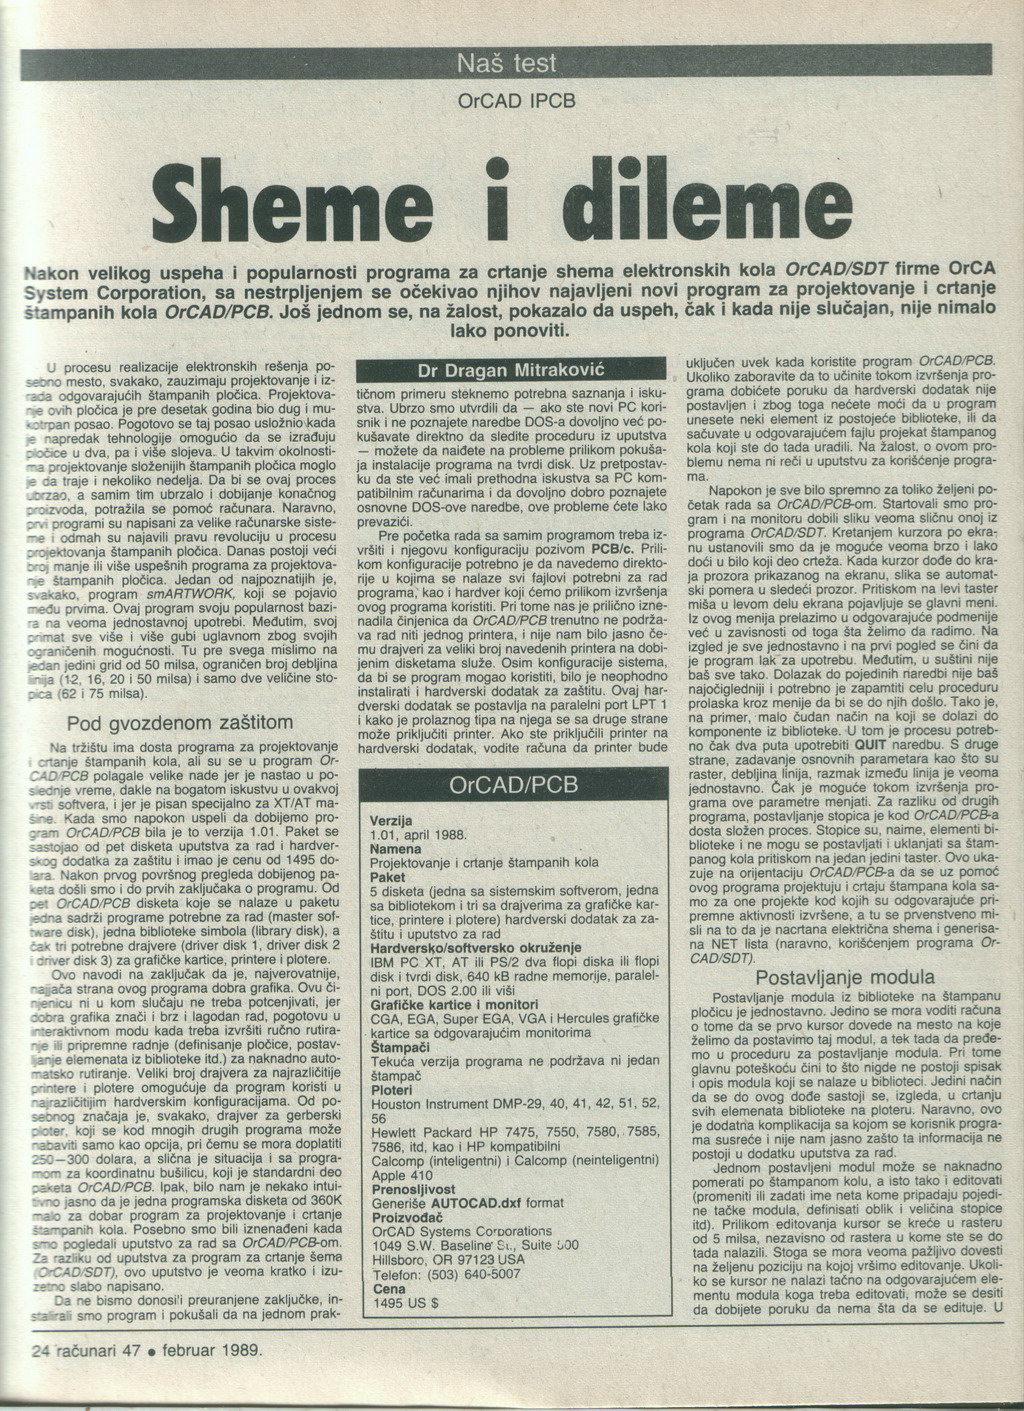 Naš test
OrCAD IPCB
Sheme i dileme
Nakon velikog uspeha i popularnosti programa za crtanje shema elektronskih kola OrCAD/SDT firme OrCA
System Corporation, sa nestrpljenjem se očekivao njihov najavljeni novi program za projektovanje i crtanje
štampanih kola OrCAD/PCB. Još jednom se, na žalost, pokazalo da uspeh, čak i kada nije slučajan, nije nimalo
lako ponoviti.
U procesu realizacije elektronskih rešenja po-
sebno mesto, svakako, zauzimaju projektovanje i iz-
rada odgovarajućih štampanih pločica. Projektova-
nje ovih pločica je pre desetak godina bio dug i mu-
kotrpan posao. Pogotovo se taj posao usložnio kada
je napredak tehnologije omogućio da se izrađuju
pločice u dva, pa i više slojeva. U takvim okolnosti-
ma projektovanje složenijih štampanih pločica moglo
je da traje i nekoliko nedelja. Da bi se ovaj proces
ubrzao, a samim tim ubrzalo i dobijanje konačnog
proizvoda, potražila se pomoć računara. Naravno,
prvi programi su napisani za velike računarske siste-
me i odmah su najavili pravu revoluciju u procesu
projektovanja štampanih pločica. Danas postoji veći
broj manje ili više uspešnih programa za projektova-
nje štampanih pločica. Jedan od najpoznatijih je,
svakako, program smARTWORK, koji se pojavio
među prvima. Ovaj program svoju popularnost bazi-
ra na veoma jednostavnoj upotrebi. Međutim, svoj
primat sve više i više gubi uglavnom zbog svojih
ograničenih mogućnosti. Tu pre svega mislimo na
jedan jedini grid od 50 milsa, ograničen broj debljina
linija (12, 16, 20 i 50 milsa) i samo dve veličine sto-
pica (62 i 75 milsa).
Pod gvozdenom zaštitom
Na tržištu ima dosta programa za projektovanje
i crtanje štampanih kola, ali su se u program Or-
CAD/PCB polagale velike nade jer je nastao u po-
slednje vreme, dakle na bogatom iskustvu u ovakvoj
vrsti softvera, i jer je pisan specijalno za XT/AT ma-
šine. Kada smo napokon uspeli da dobijemo pro-
gram OrCAD/PCB bila je to verzija 1.01. Paket se
sastojao od pet disketa uputstva za rad i hardver-
skog dodatka za zaštitu i imao je cenu od 1495 do-
lara. Nakon prvog površnog pregleda dobijenog pa-
keta došli smo i do prvih zaključaka o programu. Od
pet OrCAD/PCB disketa koje se nalaze u paketu
jedna sadrži programe potrebne za rad (master sof-
tware disk), jedna biblioteke simbola (library disk), a
čak tri potrebne drajvere (driver disk 1, driver disk 2
i driver disk 3) za grafičke kartice, printere i plotere.
Ovo navodi na zaključak da je, najverovatnije,
najjača strana ovog programa dobra grafika. Ovu či-
njenicu ni u kom slučaju ne treba potcenjivati, jer
dobra grafika znači i brz i lagodan rad, pogotovu u
interaktivnom modu kada treba izvršiti ručno rutira-
nje ili pripremne radnje (definisanje pločice, postav-
ljanje elemenata iz biblioteke itd.) za naknadno auto-
matsko rutiranje. Veliki broj drajvera za najrazličitije
printere i plotere omogućuje da program koristi u
najrazličitijim hardverskim konfiguracijama. Od po-
sebnog značaja je, svakako, drajver za gerberski
ploter, koji se kod mnogih drugih programa može
nabaviti samo kao opcija, pri čemu se mora doplatiti
250—300 dolara, a slična je situacija i sa progra-
mom za koordinatnu bušilicu, koji je standardni deo
paketa OrCAD/PCB. Ipak, bilo nam je nekako intui-
tivno jasno da je jedna programska disketa od 360K
malo za dobar program za projektovanje i crtanje
štampanih kola. Posebno smo bili iznenađeni kada
smo pogledali uputstvo za rad sa OrCAD/PCB-om.
Za razliku od uputstva za program za crtanje šema
(OrCAD/SDT), ovo uputstvo je veoma kratko i izu-
zetno slabo napisano.
Da ne bismo donosili preuranjene zaključke, in-
stalirali smo program i pokušali da na jednom prak-
Dr Dragan Mitraković
tičnom primeru steknemo potrebna saznanja i isku-
stva. Ubrzo smo utvrdili da — ako ste novi PC kori-
snik i ne poznajete naredbe DOS-a dovoljno već po-
kušavate direktno da sledite proceduru iz uputstva
— možete da naiđete na probleme prilikom pokuša-
ja instalacije programa na tvrdi disk. Uz pretpostav-
ku da ste već imali prethodna iskustva sa PC kom-
patibilnim računarima i da dovoljno dobro poznajete
osnovne DOS-ove naredbe, ove probleme ćete lako
prevazići.
Pre početka rada sa samim programom treba iz-
vršiti i njegovu konfiguraciju pozivom PCB/c. Prili-
kom konfiguracije potrebno je da navedemo direkto-
rije u kojima se nalaze svi fajlovi potrebni za rad
programa, kao i hardver koji ćemo prilikom izvršenja
ovog programa koristiti. Pri tome nas je prilično izne-
nadila činjenica da OrCAD/PCB trenutno ne podrža-
va rad niti jednog printera, i nije nam bilo jasno če-
mu drajveri za veliki broj navedenih printera na dobi-
jenim disketama služe. Osim konfiguracije sistema,
da bi se program mogao koristiti, bilo je neophodno
instalirati i hardverski dodatak za zaštitu. Ovaj har-
dverski dodatak se postavlja na paralelni port LPT 1
i kako je prolaznog tipa na njega se sa druge strane
može priključiti printer. Ako ste priključili printer na
hardverski dodatak, vodite računa da printer bude
OrCAD/PCB
Verzija
1.01, april 1988.
Namena
Projektovanje i crtanje štampanih kola
Paket
5 disketa (jedna sa sistemskim softverom, jedna
sa bibliotekom i tri sa drajverima za grafičke kar-
tice, printere i plotere) hardverski dodatak za za-
štitu i uputstvo za rad
Hardversko/softversko okruženje
IBM PC XT, AT ili PS/2 dva flopi diska ili flopi
disk i tvrdi disk, 640 kB radne memorije, paralel-
ni port, DOS 2.00 ili viši
Grafičke kartice i monitori
CGA, EGA, Super EGA, VGA i Hercules grafičke
kartice sa odgovarajućim monitorima
Štampači
Tekuća verzija programa ne podržava ni jedan
štampač
Ploteri
Houston Instrument DMP-29, 40, 41, 42, 51, 52,
56
Hewlett Packard HP 7475, 7550, 7580, 7585,
7586, itd, kao i HP kompatibilni
Calcomp (inteligentni) i Calcomp (neinteligentni)
Apple 410
Prenosljivost
Generiše AUTOCAD.dxf format
Proizvođač
OrCAD Systems Corporations
1049 S.W. Baseline St., Suite 500
Hillsboro, OR 97123 USA
Telefon: (503) 640-5007
Cena
1495 US $
uključen uvek kada koristite program OrCAD/PCB.
Ukoliko zaboravite da to učinite tokom izvršenja pro-
grama dobićete poruku da hardverski dodatak nije
postavljen i zbog toga nećete moći da u program
unesete neki element iz postojeće biblioteke, ili da
sačuvate u odgovarajućem fajlu projekat štampanog
kola koji ste do tada uradili. Na žalost, o ovom pro-
blemu nema ni reči u uputstvu za korišćenje progra-
ma.
Napokon je sve bilo spremno za toliko željeni po-
četak rada sa OrCAD/PCB-om. Startovali smo pro-
gram i na monitoru dobili sliku veoma sličnu onoj iz
programa OrCAD/SDT. Kretanjem kurzora po ekra-
nu ustanovili smo da je moguće veoma brzo i lako
doći u bilo koji deo crteža. Kada kurzor dođe do kra-
ja prozora prikazanog na ekranu, slika se automat-
ski pomera u sledeći prozor. Pritiskom na levi taster
miša u levom delu ekrana pojavljuje se glavni meni.
Iz ovog menija prelazimo u odgovarajuće podmenije
već u zavisnosti od toga šta želimo da radimo. Na
izgled je sve jednostavno i na prvi pogled se čini da
je program lak za upotrebu. Međutim, u suštini nije
baš sve tako. Dolazak do pojedinih naredbi nije baš
najočigledniji i potrebno je zapamtiti celu proceduru
prolaska kroz menije da bi se do njih došlo. Tako je,
na primer, malo čudan način na koji se dolazi do
komponente iz biblioteke. U tom je procesu potreb-
no čak dva puta upotrebiti QUIT naredbu. S druge
strane, zadavanje osnovnih parametara kao što su
raster, debljina linija, razmak između linija je veoma
jednostavno. Čak je moguće tokom izvršenja pro-
grama ove parametre menjati. Za razliku od drugih
programa, postavljanje stopica je kod OrCAD/PCB-a
dosta složen proces. Stopice su, naime, elementi bi-
blioteke i ne mogu se postavljati i uklanjati sa štam-
panog kola pritiskom na jedan jedini taster. Ovo uka-
zuje na orijentaciju OrCAD/PCB-a da se uz pomoć
ovog programa projektuju i crtaju štampana kola sa-
mo za one projekte kod kojih su odgovarajuće pri-
premne aktivnosti izvršene, a tu se prvenstveno mi-
sli na to da je nacrtana električna shema i generisa-
na NET lista (naravno, korišćenjem programa Or-
CAD/SDT).
Postavljanje modula
Postavljanje modula iz biblioteke na štampanu
pločicu je jednostavno. Jedino se mora voditi računa
o tome da se prvo kursor dovede na mesto na koje
želimo da postavimo taj modul, a tek tada da pređe-
mo u proceduru za postavljanje modula. Pri tome
glavnu poteškoću čini to što nigde ne postoji spisak
i opis modula koji se nalaze u biblioteci. Jedini način
da se do ovog dođe sastoji se, izgleda, u crtanju
svih elemenata biblioteke na ploteru. Naravno, ovo
je dodatna komplikacija sa kojom se korisnik progra-
ma susreće i nije nam jasno zašto ta informacija ne
postoji u dodatku uputstva za rad.
Jednom postavljeni modul može se naknadno
pomerati po štampanom kolu, a isto tako i editovati
(promeniti ili zadati ime neta kome pripadaju pojedi-
ne tačke modula, definisati oblik i veličina stopice
itd). Prilikom editovanja kursor se kreće u rasteru
od 5 milsa, nezavisno od rastera u kome ste se do
tada nalazili. Stoga se mora veoma pažljivo dovesti
na željenu poziciju na kojoj vršimo editovanje. Ukoli-
ko se kursor ne nalazi tačno na odgovarajućem ele-
mentu modula koga treba editovati, može se desiti
da dobijete poruku da nema šta da se edituje. U
24 računari 47 • februar 1989.